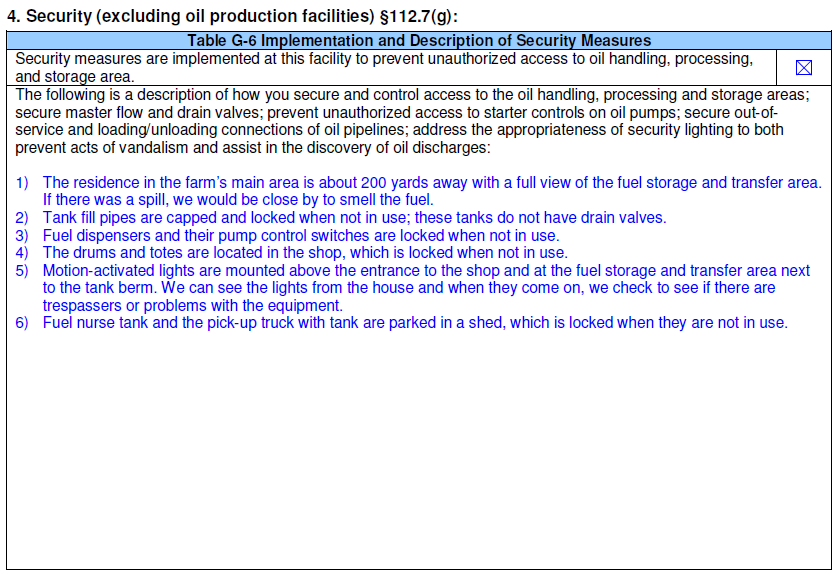 4. Security (excluding oil production facilities) §112.7(g):
Table G-6 Implementation and Description of Security Measures
Security measures are implemented at this facility to prevent unauthorized access to oil handling, processing,
and storage area.
The following is a description of how you secure and control access to the oil handling, processing and storage areas;
secure master flow and drain valves; prevent unauthorized access to starter controls on oil pumps; secure out-of-
service and loading/unloading connections of oil pipelines; address the appropriateness of security lighting to both
prevent acts of vandalism and assist in the discovery of oil discharges:
1) The residence in the farm's main area is about 200 yards away with a full view of the fuel storage and transfer area.
If there was a spill, we would be close by to smell the fuel.
2) Tank fill pipes are capped and locked when not in use; these tanks do not have drain valves.
3) Fuel dispensers and their pump control switches are locked when not in use.
4) The drums and totes are located in the shop, which is locked when not in use.
5) Motion-activated lights are mounted above the entrance to the shop and at the fuel storage and transfer area next
to the tank berm. We can see the lights from the house and when they come on, we check to see if there are
trespassers or problems with the equipment.
6) Fuel nurse tank and the pick-up truck with tank are parked in a shed, which is locked when they are not in use.